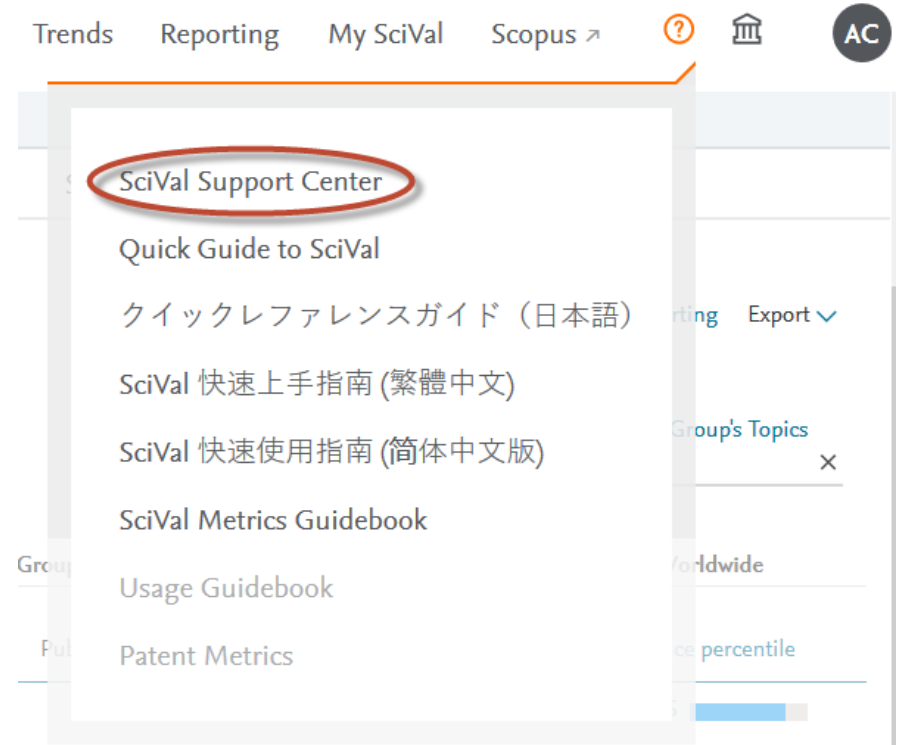 Trends Reporting My SciVal Scopus ↗ ? AC
SciVal Support Center
Quick Guide to SciVal
クイックレファレンスガイド（日本語）
rting Export
SciVal 快速上手指南 (繁體中文)
Group's Topics
SciVal 快速使用指南 (简体中文版)
SciVal Metrics Guidebook
Grou
orldwide
Usage Guidebook
Pub
ce percentile
Patent Metrics